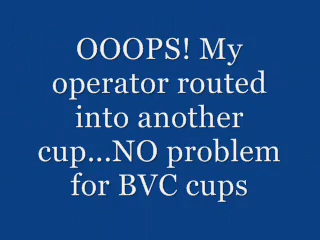 OOOPS! My
operator routed
into another
cup...NO problem
for BVC cups